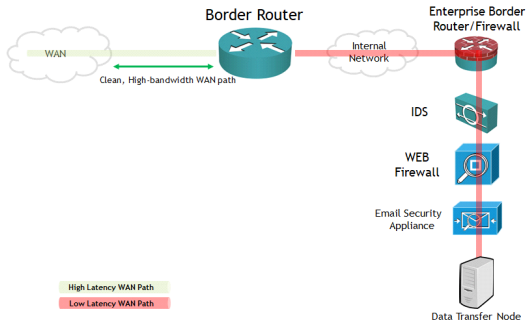 Border Router
Enterprise Border
Router/Firewall
WAN
Internal
Network
Clean, High-bandwidth WAN path
IDS
WEB
Firewall
Email Security
Appliance
High Latency WAN Path
Low Latency WAN Path
Data Transfer Node